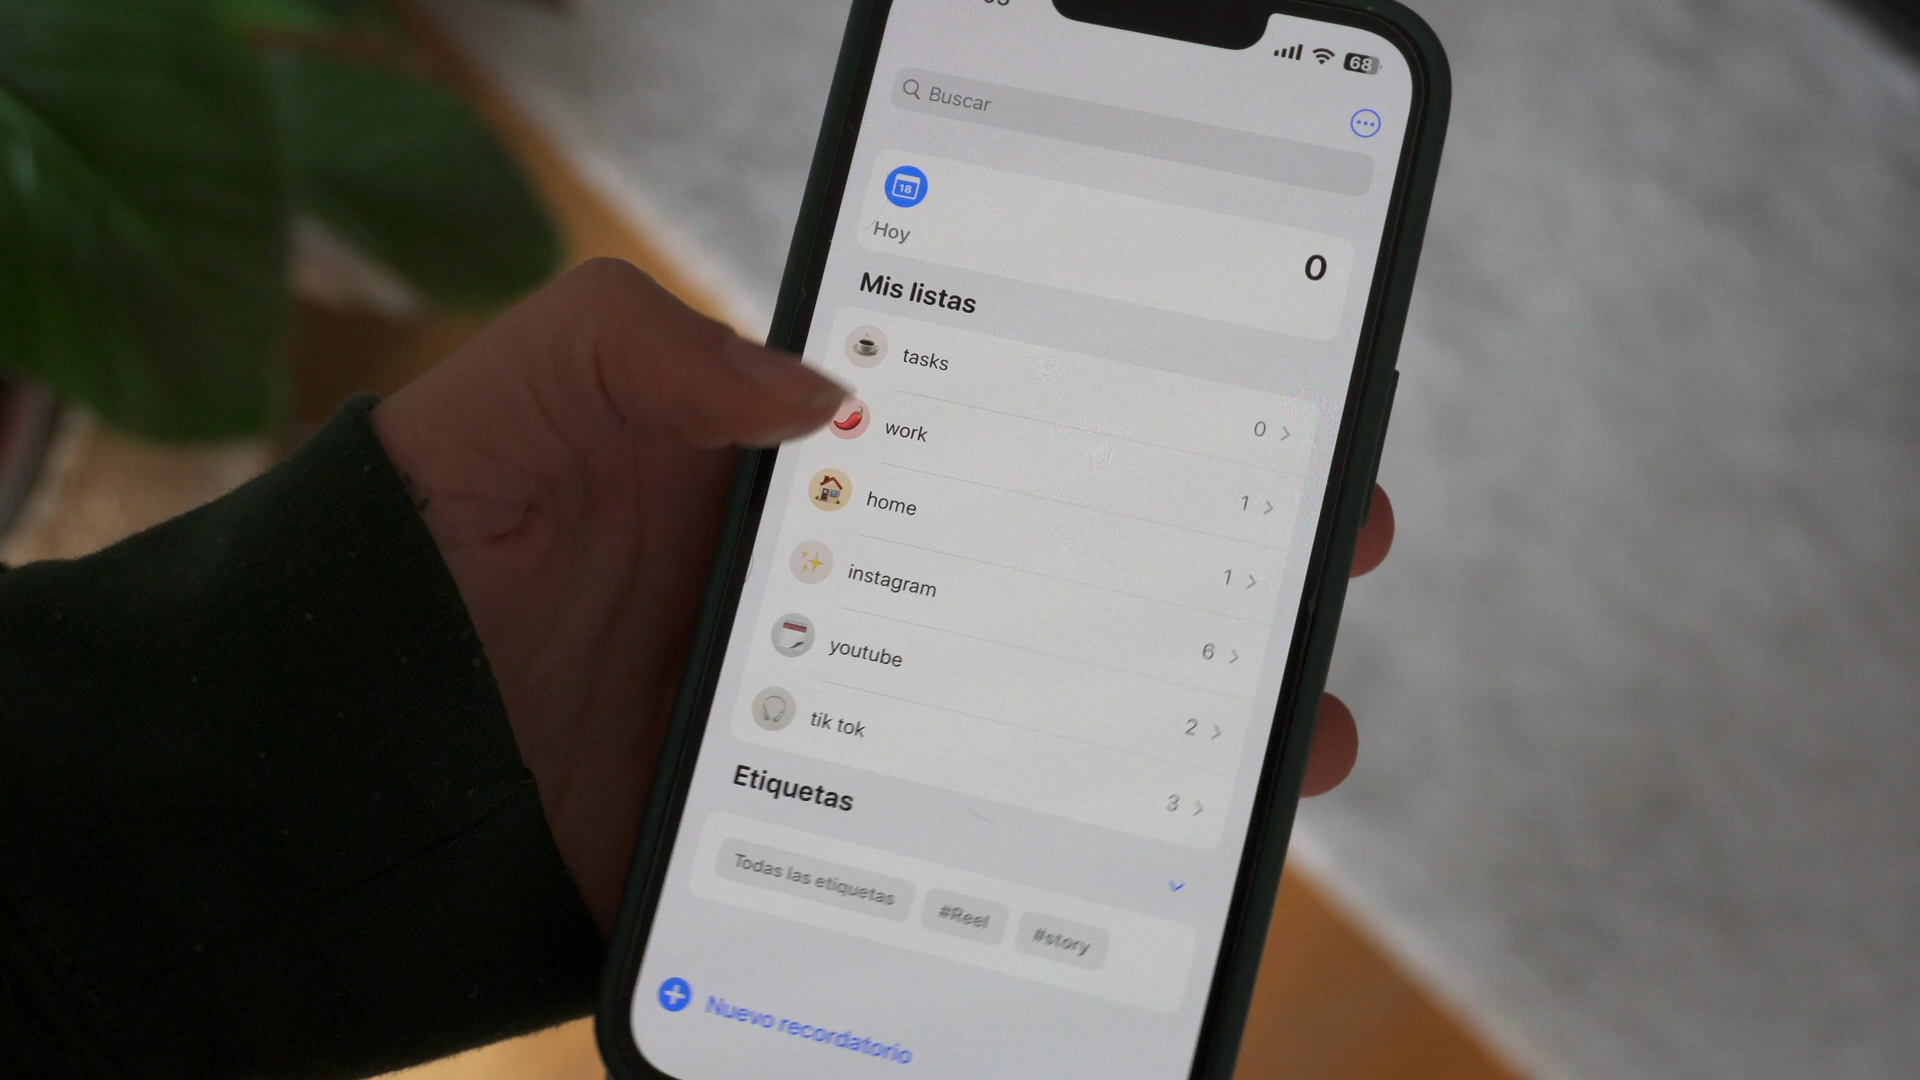 68
Buscar
18
Hoy
0
Mis listas
tasks 0
work 1
home 1
instagram 6
youtube 2
tik tok 3
Etiquetas
Todas las etiquetas #Reel #story
Nuevo recordatorio